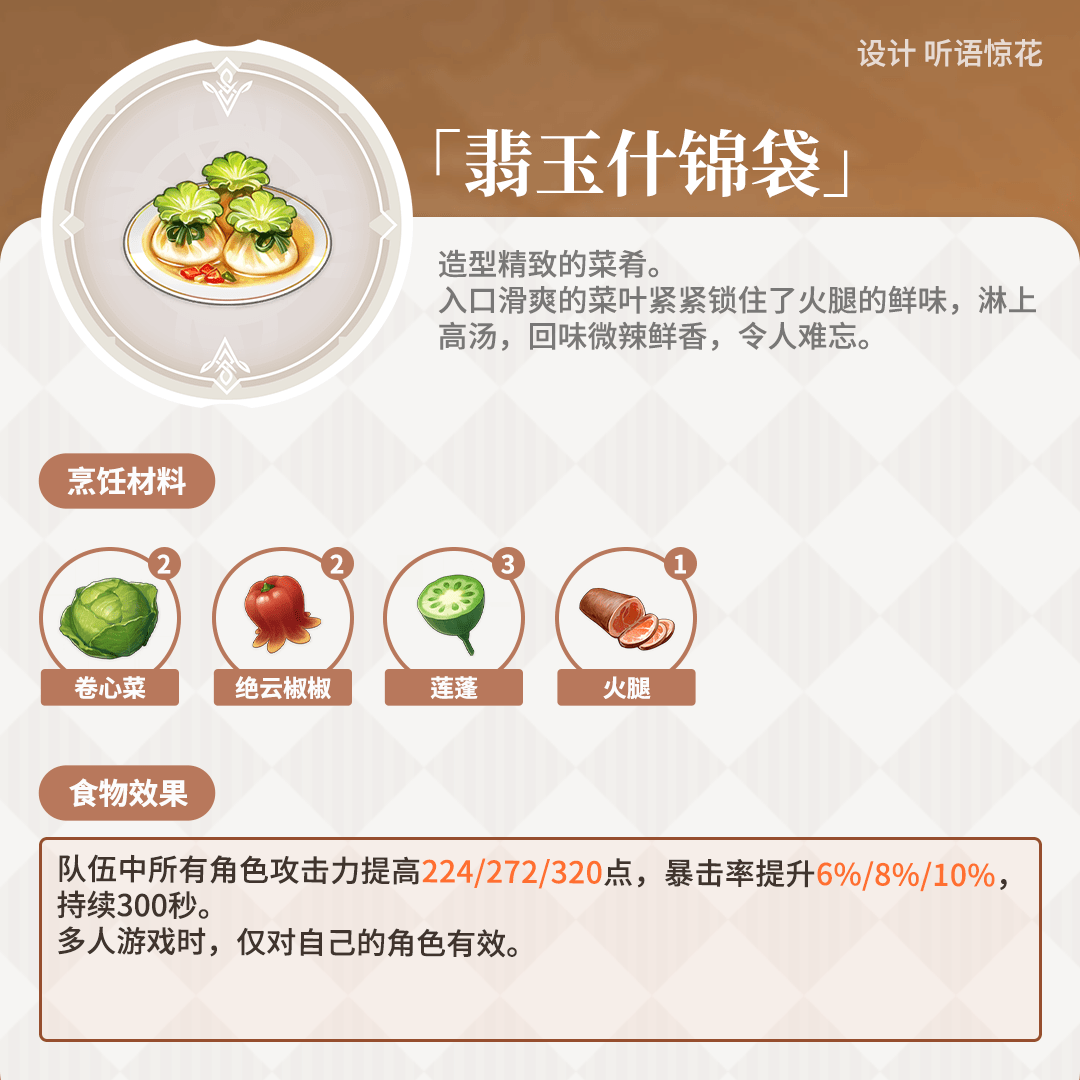 设计 听语惊花
「翡玉什锦袋」
造型精致的菜肴。
入口滑爽的菜叶紧紧锁住了火腿的鲜味，淋上
高汤，回味微辣鲜香，令人难忘。
烹饪材料
2
2
3
1
卷心菜
绝云椒椒
莲蓬
火腿
食物效果
队伍中所有角色攻击力提高224/272/320点，暴击率提升6%/8%/10%，
持续300秒。
多人游戏时，仅对自己的角色有效。